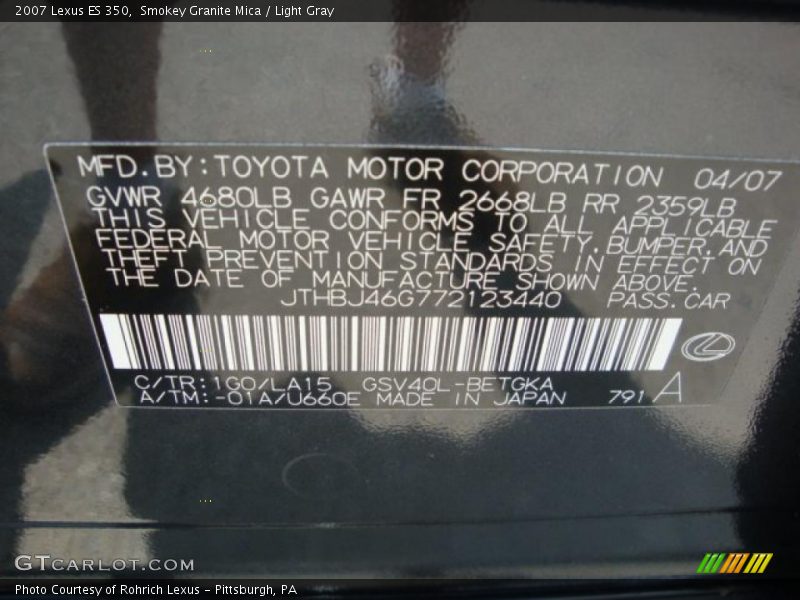 2007 Lexus ES 350, Smokey Granite Mica / Light Gray
MFD. BY: TOYOTA MOTOR CORPORATION 04/07
GVWR 4680LB GAWR FR 2668LB RR 2359LB
THIS VEHICLE CONFORMS TO ALL APPLICABLE
FEDERAL MOTOR VEHICLE SAFETY, BUMPER, AND
THEFT PREVENTION STANDARDS IN EFFECT ON
THE DATE OF MANUFACTURE SHOWN ABOVE.
JTHBJ46G772123440 PASS. CAR
C/TR: 1G0/LA15 GSV40L-BETGKA
A/TM: -01A/U660E MADE IN JAPAN 791 A
GTCARLOT.COM
Photo Courtesy of Rohrich Lexus - Pittsburgh, PA